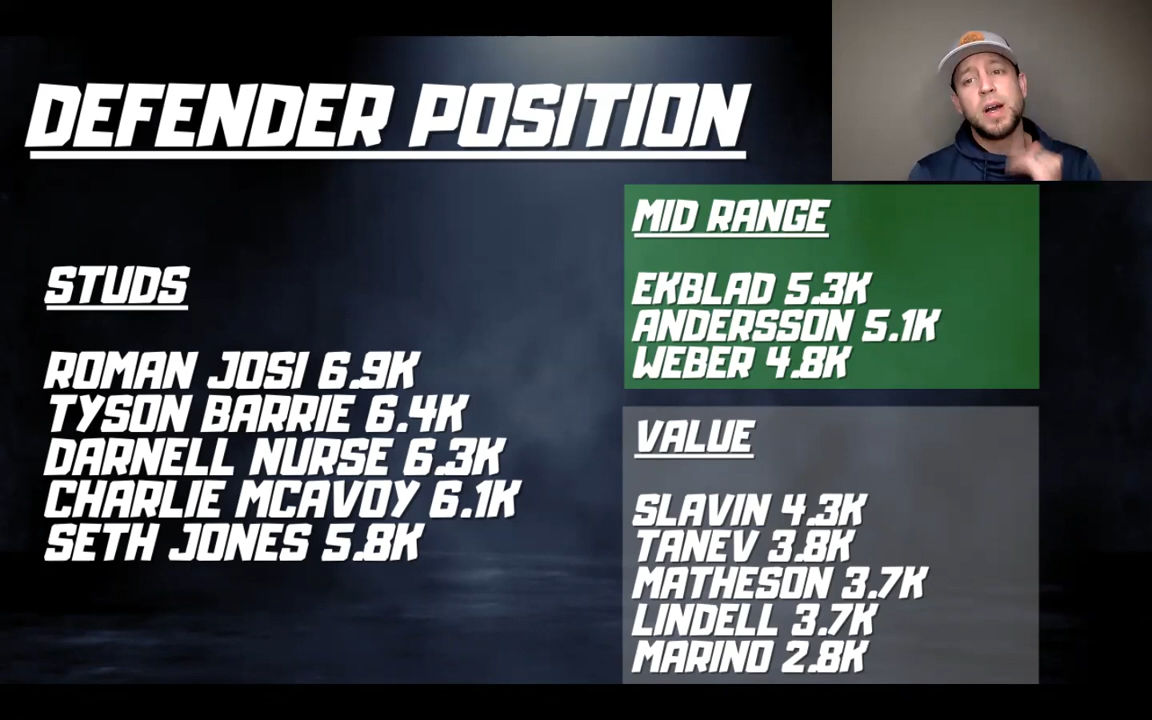 DEFENDER POSITION
STUDS
ROMAN JOSI 6.9K
TYSON BARRIE 6.4K
DARNELL NURSE 6.3K
CHARLIE MCAVOY 6.1K
SETH JONES 5.8K
MID RANGE
EKBLAD 5.3K
ANDERSSON 5.1K
WEBER 4.8K
VALUE
SLAVIN 4.3K
TANEV 3.8K
MATHESON 3.7K
LINDELL 3.7K
MARINO 2.8K